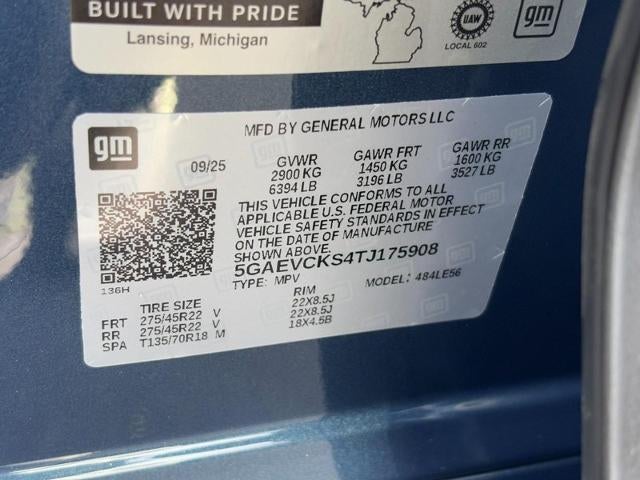 BUILT WITH PRIDE
Lansing, Michigan
UAW
LOCAL 602
gm
gm
MFD BY GENERAL MOTORS LLC
09/25
GVWR
2900 KG
6394 LB
GAWR FRT
1450 KG
3196 LB
GAWR RR
1600 KG
3527 LB
THIS VEHICLE CONFORMS TO ALL
APPLICABLE U.S. FEDERAL MOTOR
VEHICLE SAFETY STANDARDS IN EFFECT
ON THE DATE OF MANUFACTURE
SHOWN ABOVE.
5GAEVCKS4TJ175908
136H
TYPE: MPV
MODEL: 484LE56
TIRE SIZE RIM
FRT 275/45R22 V 22X8.5J
RR 275/45R22 V 22X8.5J
SPA T135/70R18 M 18X4.5B